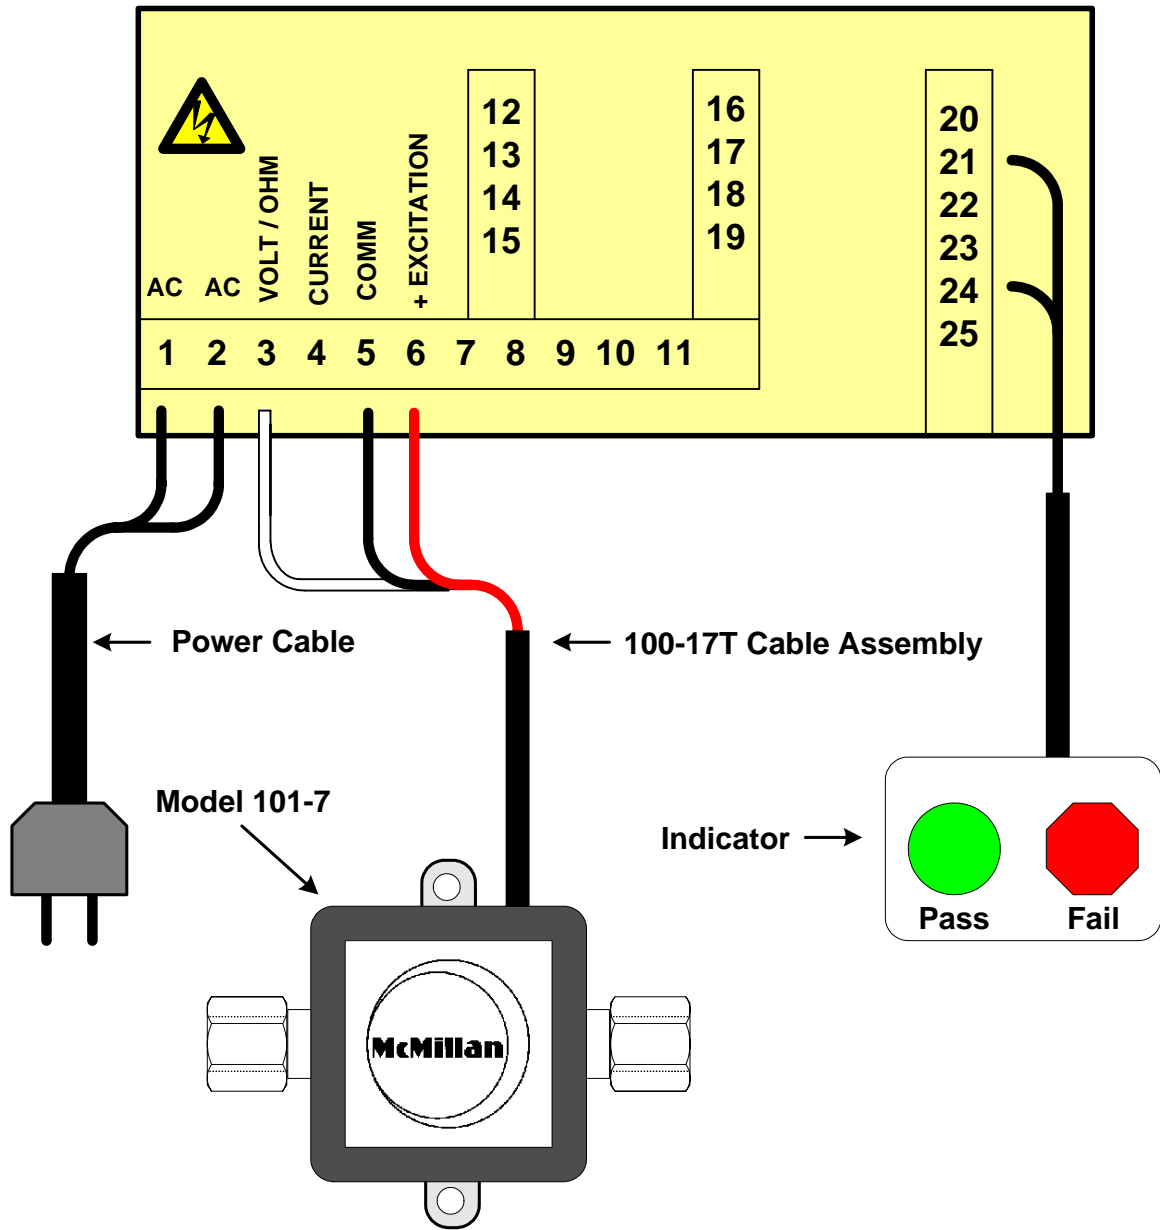 12
13
14
15
16
17
18
19
20
21
22
23
24
25
AC
AC
VOLT / OHM
CURRENT
COMM
+ EXCITATION
1 2 3 4 5 6 7 8 9 10 11
Power Cable
100-17T Cable Assembly
Model 101-7
Indicator
Pass
Fail
McMillan